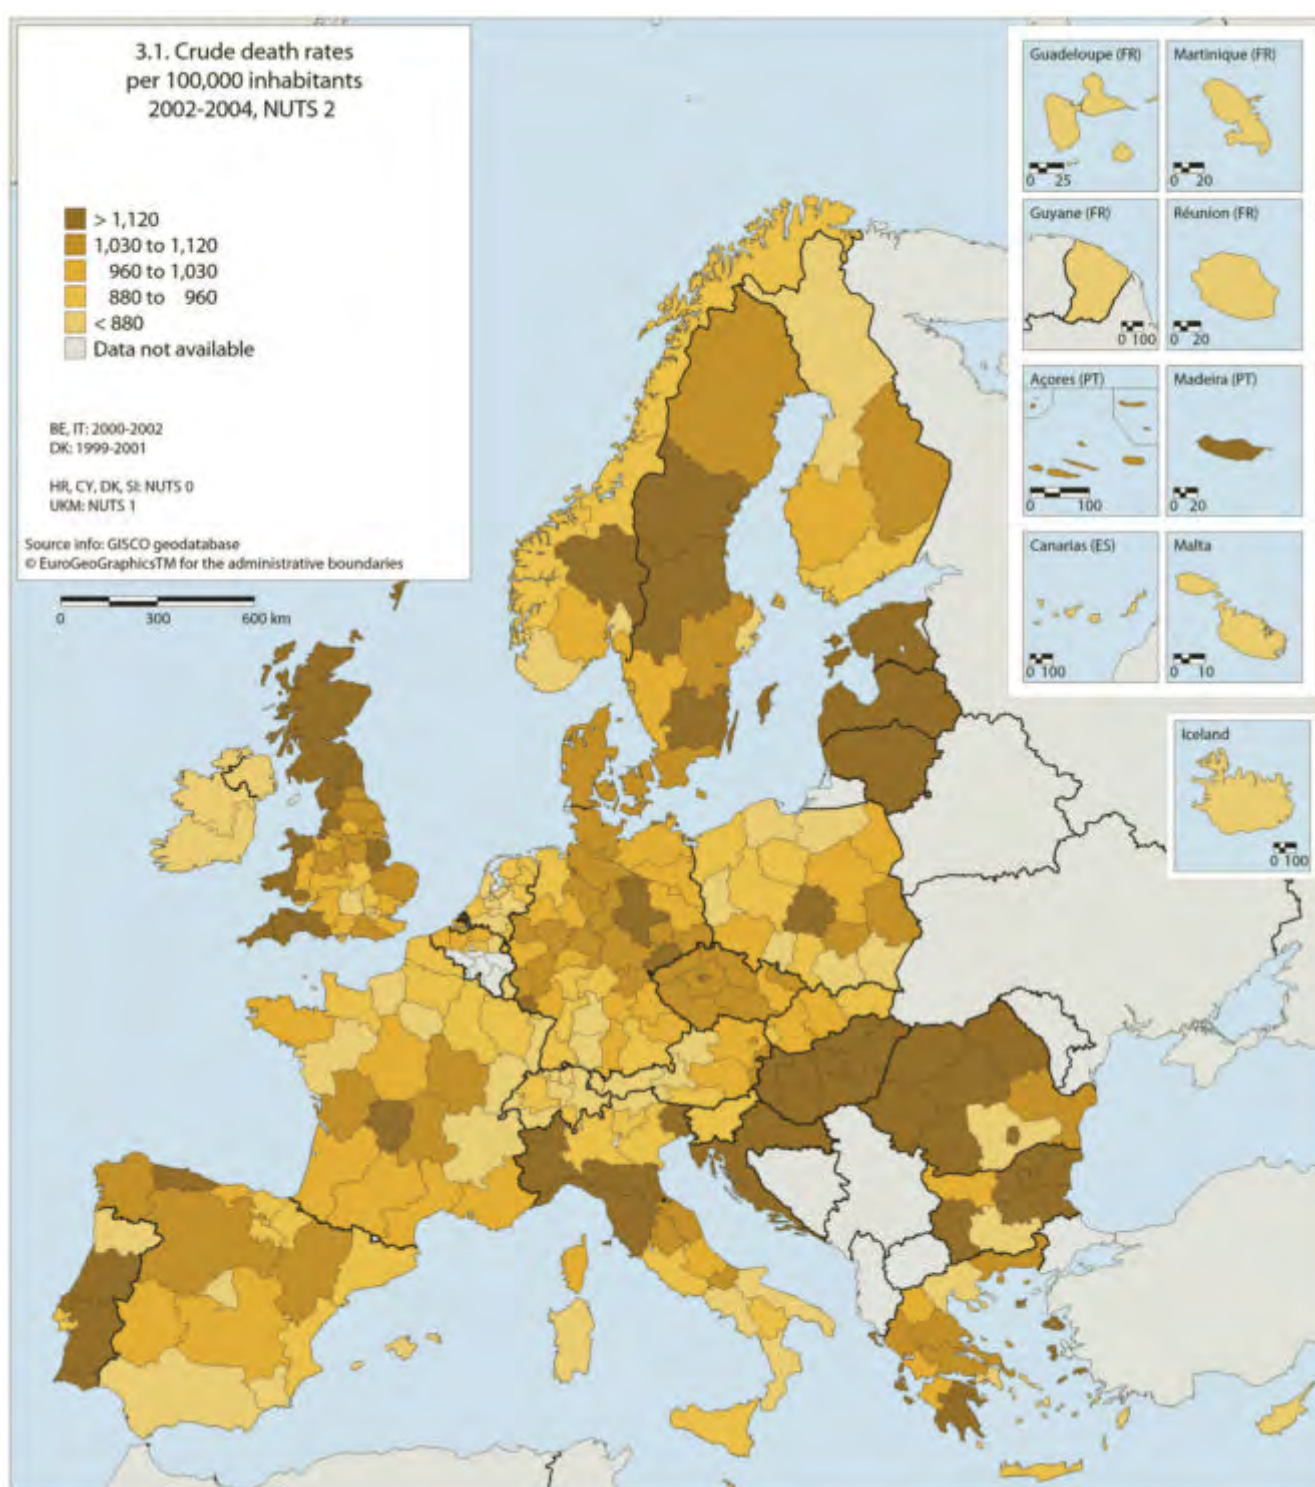 3.1. Crude death rates
per 100,000 inhabitants
2002-2004, NUTS 2
> 1,120
1,030 to 1,120
960 to 1,030
880 to 960
< 880
Data not available
BE, IT: 2000-2002
DK: 1999-2001
HR, CY, DK, SI: NUTS 0
UKM: NUTS 1
Source info: GISCO geodatabase
© EuroGeoGraphicsTM for the administrative boundaries
0 300 600 km
Guadeloupe (FR)
0 25
Martinique (FR)
0 20
Guyane (FR)
0 100
Réunion (FR)
0 20
Açores (PT)
0 100
Madeira (PT)
0 20
Canarias (ES)
0 100
Malta
0 10
Iceland
0 100